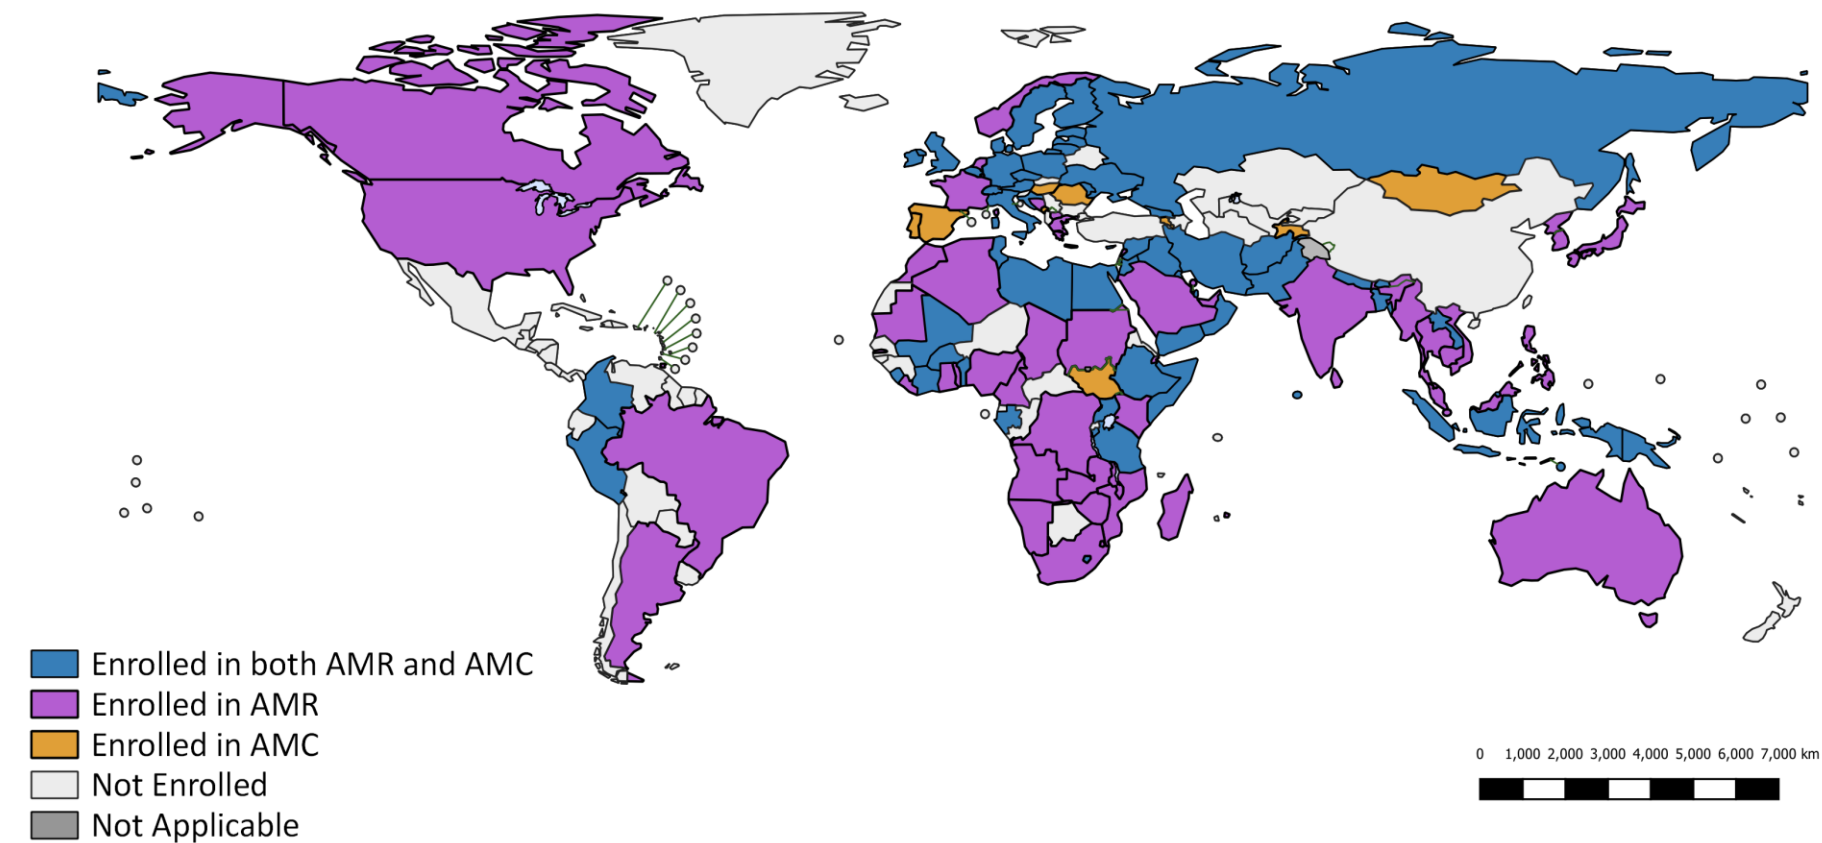 Enrolled in both AMR and AMC
Enrolled in AMR
Enrolled in AMC
Not Enrolled
Not Applicable
0 1,000 2,000 3,000 4,000 5,000 6,000 7,000 km